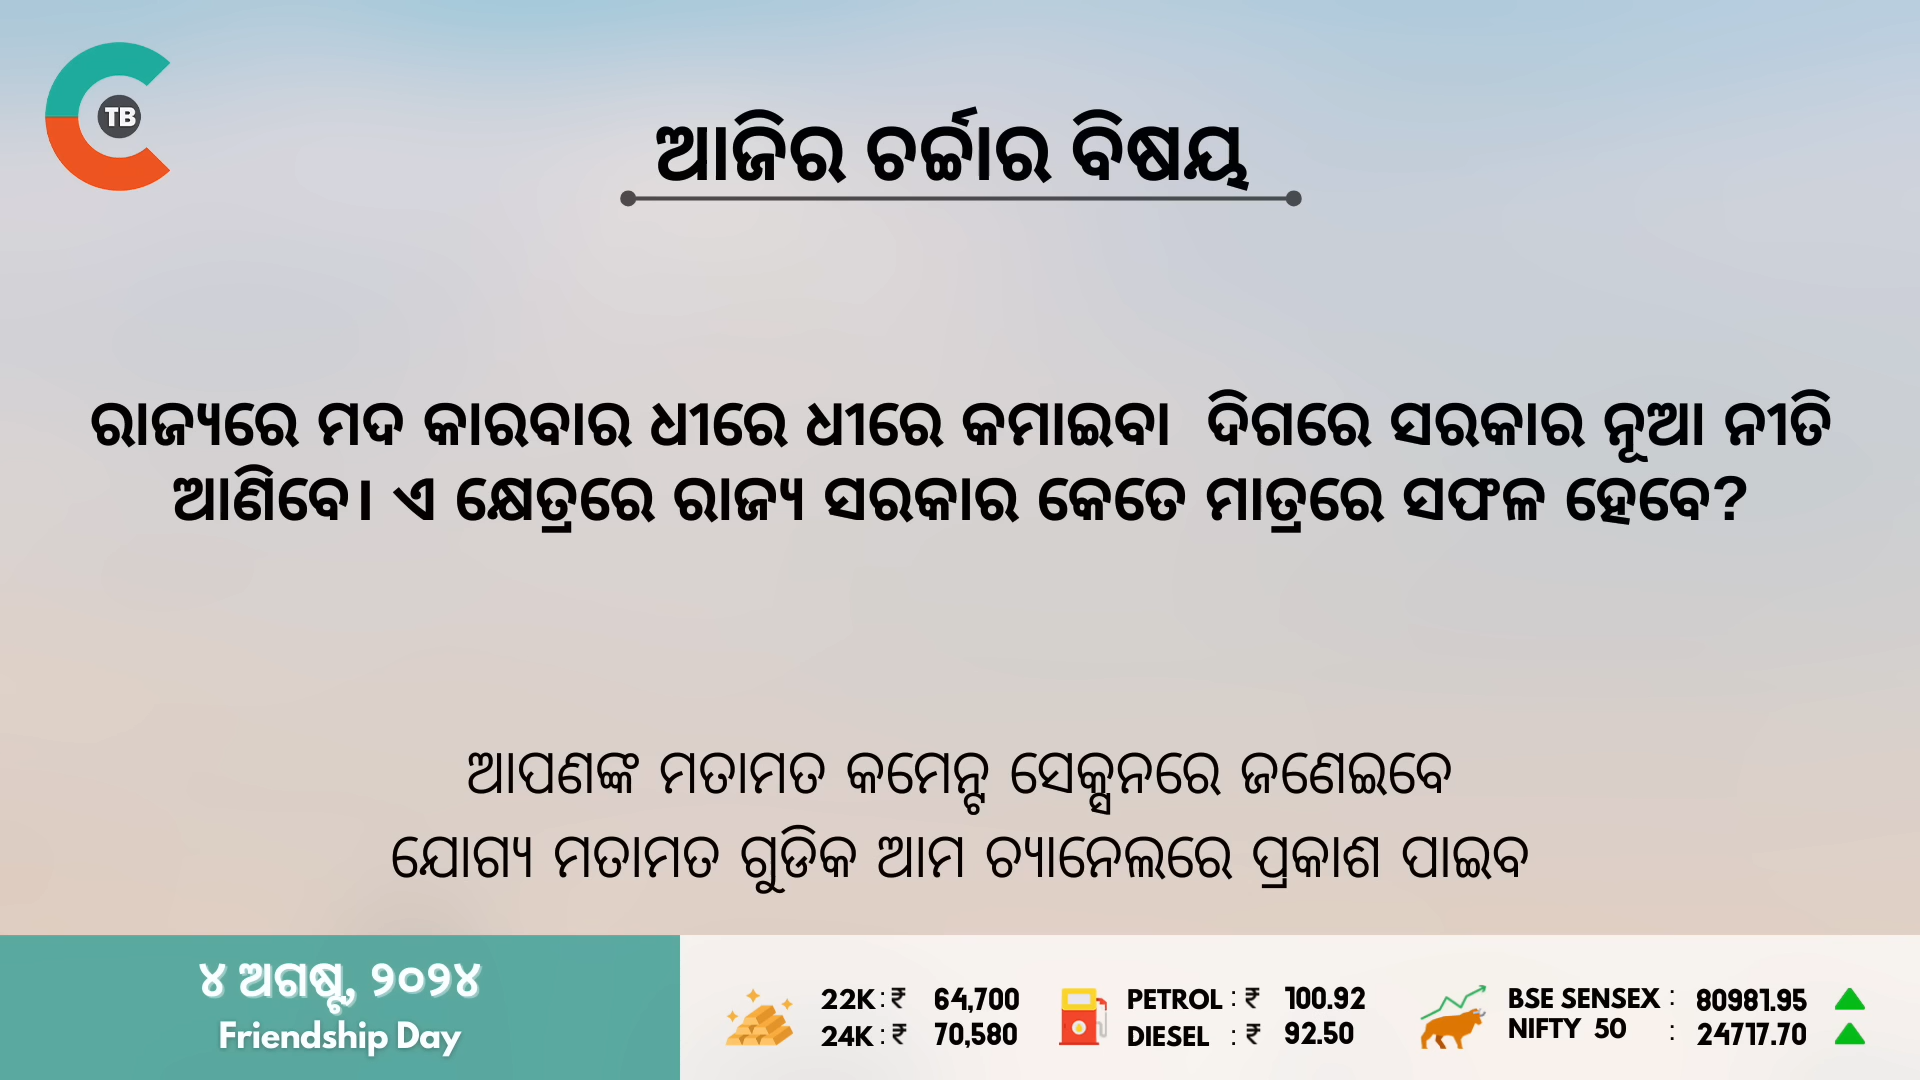 TB
ଆଜିର ଚର୍ଚ୍ଚାର ବିଷୟ
ରାଜ୍ୟରେ ମଦ କାରବାର ଧୀରେ ଧୀରେ କମାଇବା ଦିଗରେ ସରକାର ନୂଆ ନୀତି
ଆଣିବେ। ଏ କ୍ଷେତ୍ରରେ ରାଜ୍ୟ ସରକାର କେତେ ମାତ୍ରରେ ସଫଳ ହେବେ?
ଆପଣଙ୍କ ମତାମତ କମେନ୍ଟ ସେକ୍ସନରେ ଜଣେଇବେ
ଯୋଗ୍ୟ ମତାମତ ଗୁଡିକ ଆମ ଚ୍ୟାନେଲରେ ପ୍ରକାଶ ପାଇବ
୪ ଅଗଷ୍ଟ, ୨୦୨୪
Friendship Day
22K : ₹ 64,700
24K : ₹ 70,580
PETROL : ₹ 100.92
DIESEL : ₹ 92.50
BSE SENSEX : 80981.95
NIFTY 50 : 24717.70